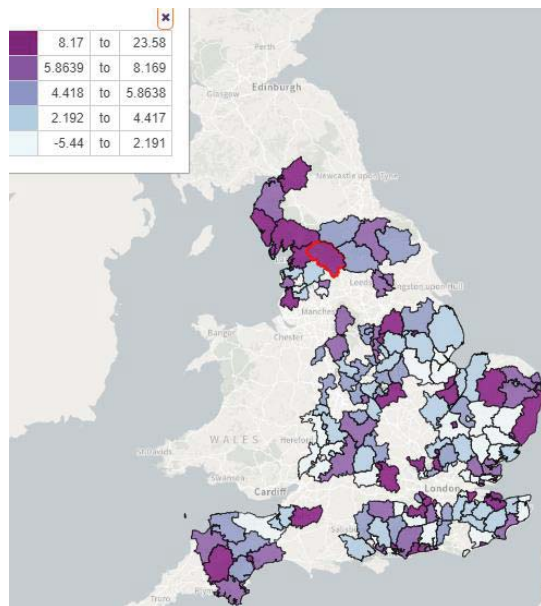 x
8.17 to 23.58
5.8639 to 8.169
4.418 to 5.8638
2.192 to 4.417
-5.44 to 2.191
Perth
Glasgow
Edinburgh
Newcastle upon Tyne
Leeds
Kingston upon Hull
Manches
Bangor
Chester
WALES
Hereford
Swansea
Cardiff
London
Salisb
Truro